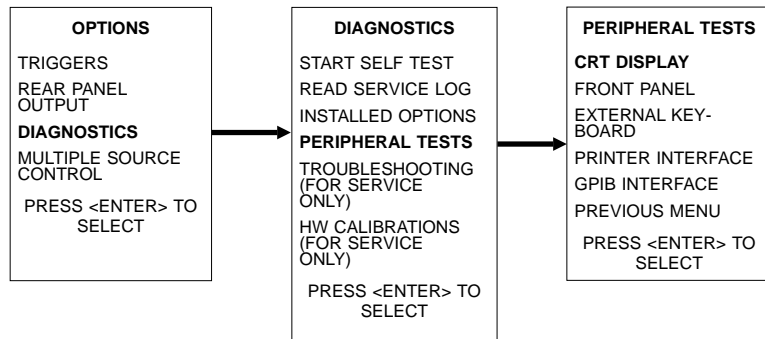 OPTIONS
TRIGGERS
REAR PANEL
OUTPUT
DIAGNOSTICS
MULTIPLE SOURCE
CONTROL
PRESS <ENTER> TO
SELECT
DIAGNOSTICS
START SELF TEST
READ SERVICE LOG
INSTALLED OPTIONS
PERIPHERAL TESTS
TROUBLESHOOTING
(FOR SERVICE
ONLY)
HW CALIBRATIONS
(FOR SERVICE
ONLY)
PRESS <ENTER> TO
SELECT
PERIPHERAL TESTS
CRT DISPLAY
FRONT PANEL
EXTERNAL KEY-
BOARD
PRINTER INTERFACE
GPIB INTERFACE
PREVIOUS MENU
PRESS <ENTER> TO
SELECT